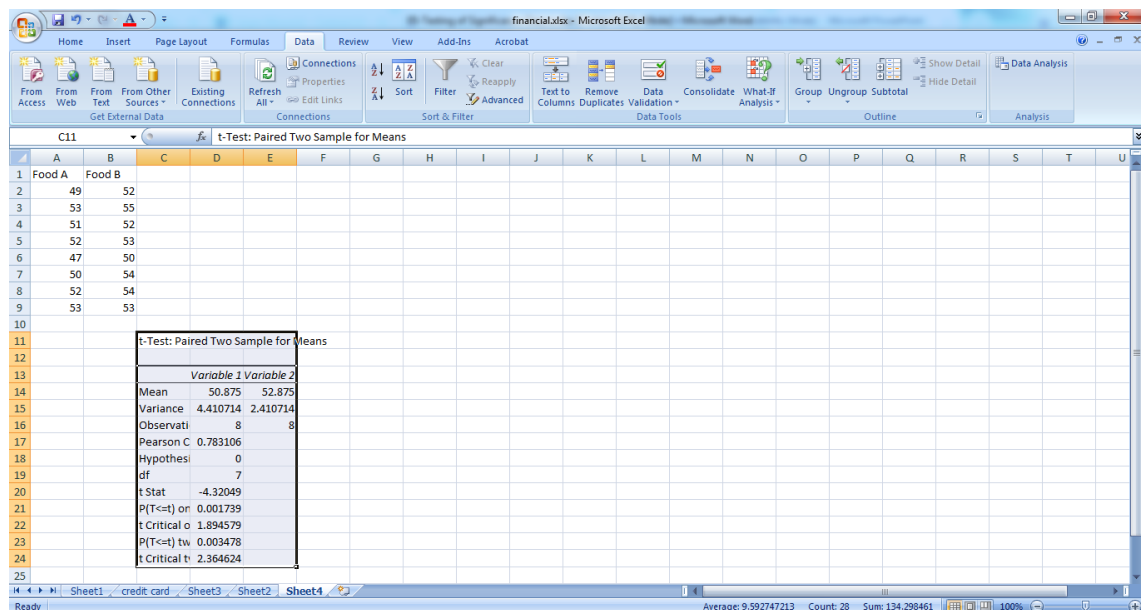 financial.xlsx - Microsoft Excel
Home Insert Page Layout Formulas Data Review View Add-Ins Acrobat
From Access From Web From Text From Other Sources Existing Connections Refresh All Connections Properties Edit Links Sort Filter Clear Reapply Advanced Text to Columns Remove Duplicates Data Validation Consolidate What-If Analysis Group Ungroup Subtotal Show Detail Hide Detail Data Analysis
Get External Data Connections Sort & Filter Data Tools Outline Analysis
C11 fx t-Test: Paired Two Sample for Means
A B C D E F G H I J K L M N O P Q R S T U
1 Food A Food B
2 49 52
3 53 55
4 51 52
5 52 53
6 47 50
7 50 54
8 52 54
9 53 53
10
11 t-Test: Paired Two Sample for Means
12
13 Variable 1 Variable 2
14 Mean 50.875 52.875
15 Variance 4.410714 2.410714
16 Observati 8 8
17 Pearson C 0.783106
18 Hypothesi 0
19 df 7
20 t Stat -4.32049
21 P(T<=t) on 0.001739
22 t Critical o 1.894579
23 P(T<=t) tw 0.003478
24 t Critical tw 2.364624
25
Sheet1 credit card Sheet3 Sheet2 Sheet4
Ready Average: 9.592747213 Count: 28 Sum: 134.298461 100%